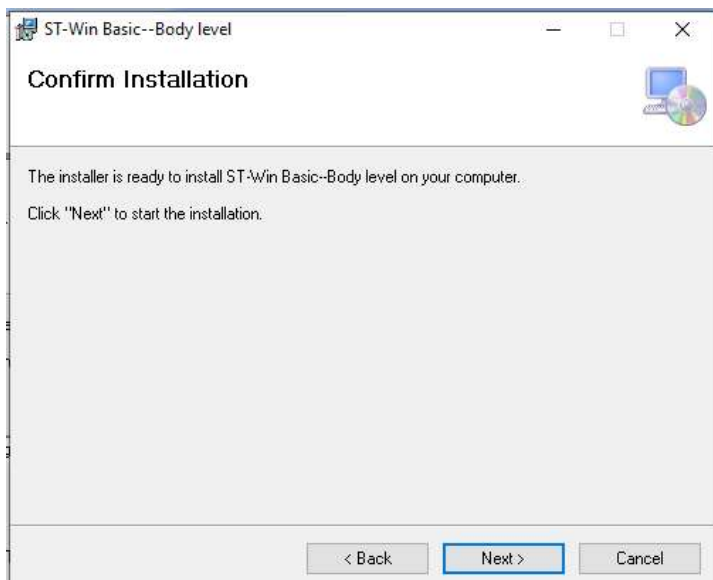 ST-Win Basic--Body level
Confirm Installation
The installer is ready to install ST-Win Basic--Body level on your computer.
Click "Next" to start the installation.
< Back Next > Cancel